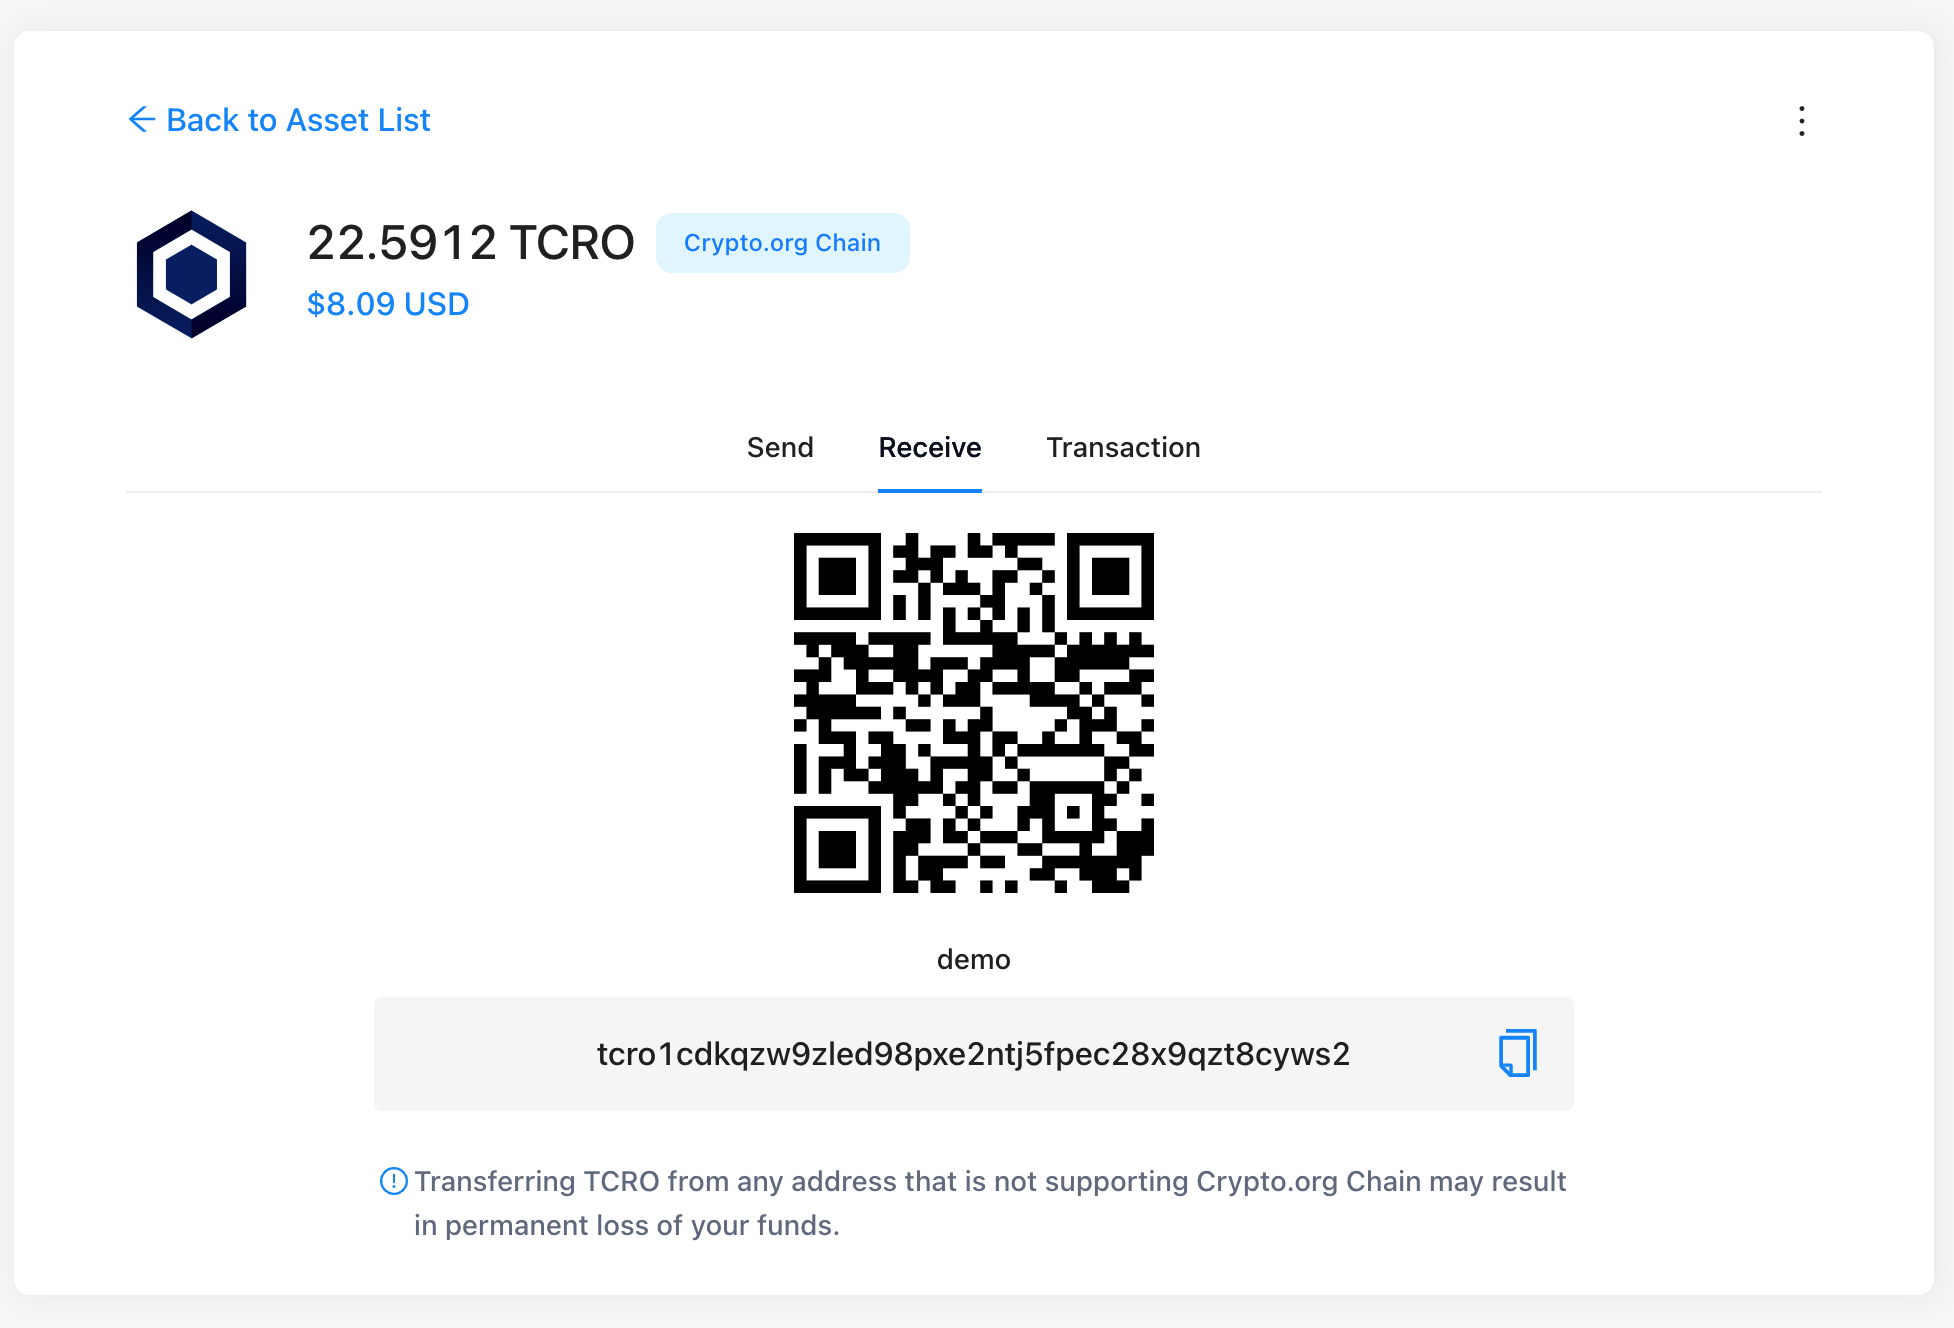 Back to Asset List
22.5912 TCRO Crypto.org Chain
$8.09 USD
Send Receive Transaction
demo
tcro1cdkqzw9zled98pxe2ntj5fpec28x9qzt8cyws2
Transferring TCRO from any address that is not supporting Crypto.org Chain may result
in permanent loss of your funds.